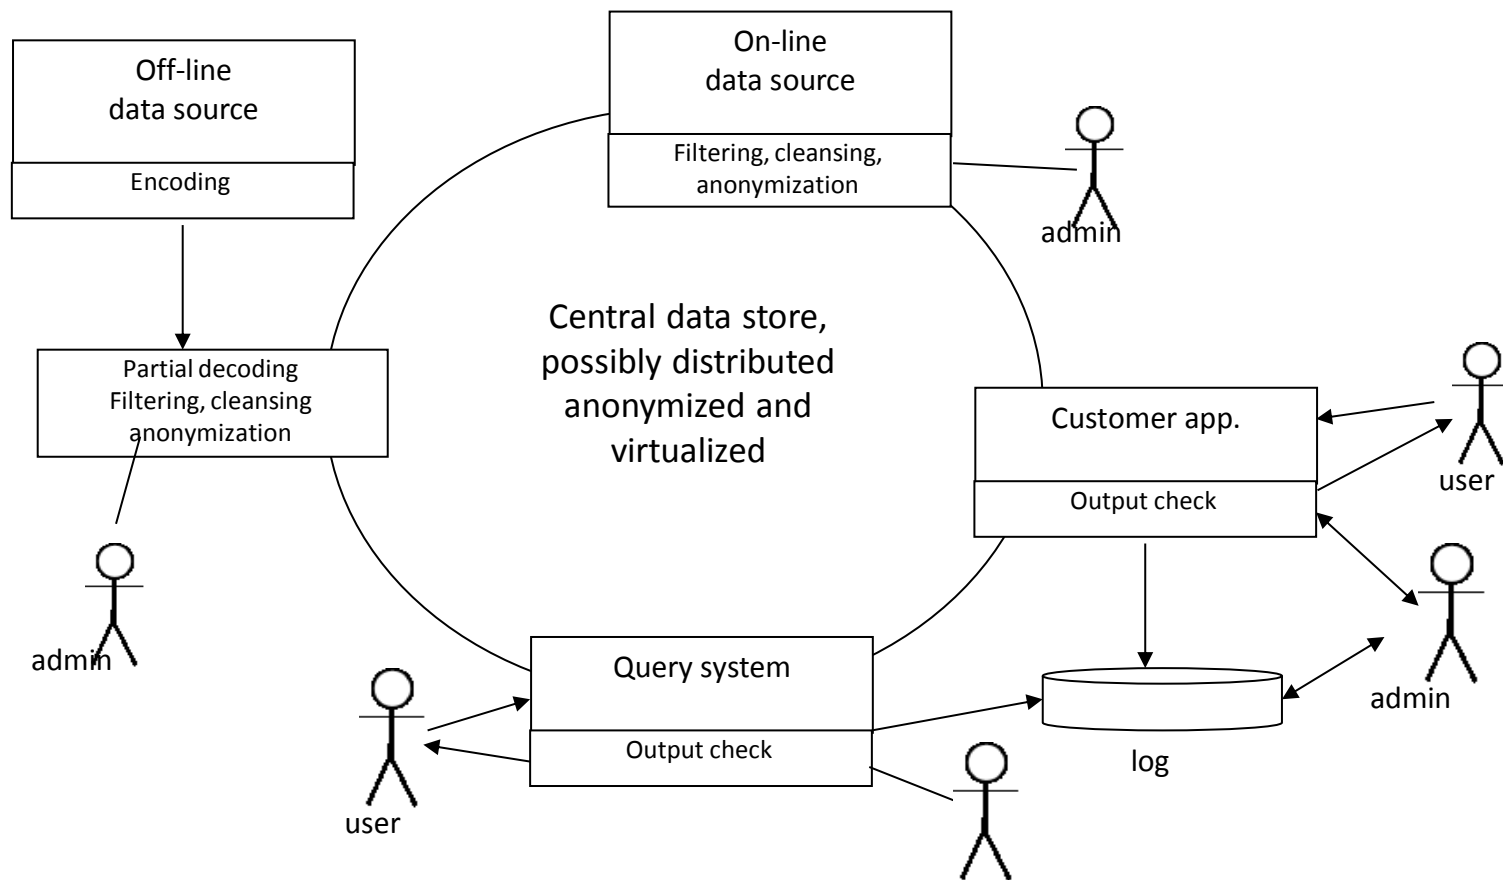 Off-line
data source
Encoding
On-line
data source
Filtering, cleansing,
anonymization
admin
Partial decoding
Filtering, cleansing
anonymization
admin
Central data store,
possibly distributed
anonymized and
virtualized
Customer app.
Output check
user
admin
Query system
Output check
user
log